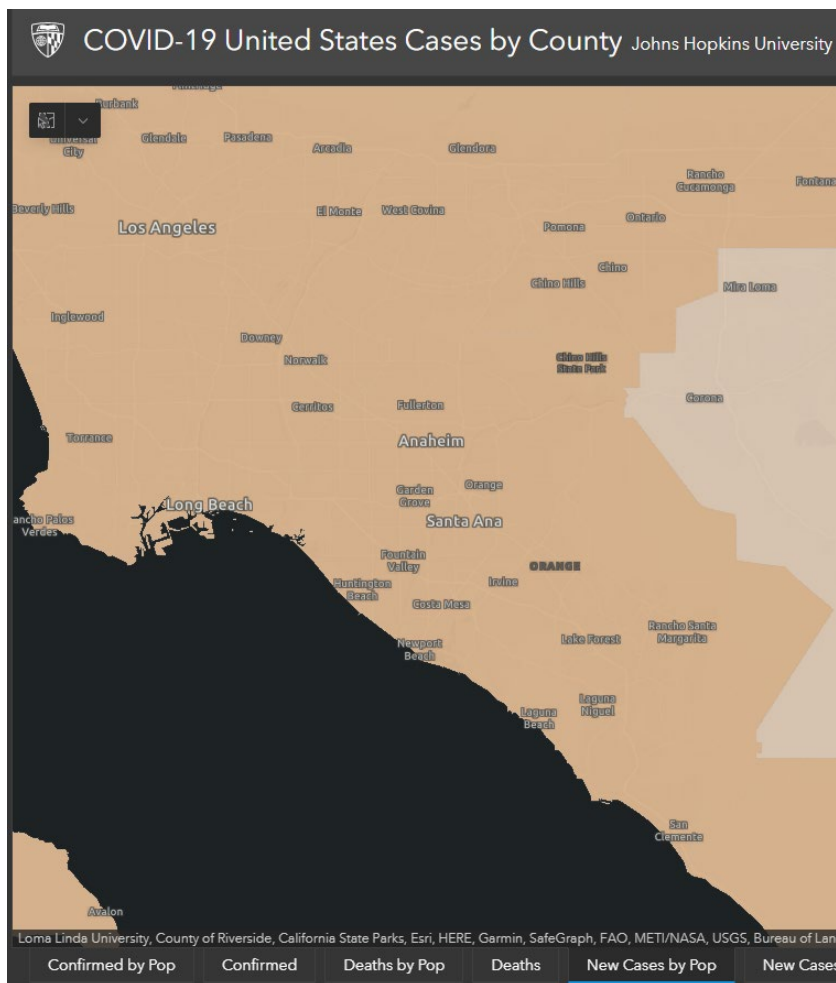 COVID-19 United States Cases by County Johns Hopkins University
Burbank
Glendale
Pasadena
Universal
City
Arcadia
Glendora
Rancho
Cucamonga
Fontana
Beverly Hills
Los Angeles
El Monte
West Covina
Pomona
Ontario
Chino
Chino Hills
Mira Loma
Inglewood
Downey
Norwalk
Chino Hills
State Park
Cerritos
Fullerton
Corona
Torrance
Anaheim
Garden
Grove
Orange
Long Beach
Santa Ana
Palos
Verdes
Fountain
Valley
ORANGE
Huntington
Beach
Irvine
Costa Mesa
Newport
Beach
Lake Forest
Rancho Santa
Margarita
Laguna
Beach
Laguna
Niguel
San
Clemente
Avalon
Loma Linda University, County of Riverside, California State Parks, Esri, HERE, Garmin, SafeGraph, FAO, METI/NASA, USGS, Bureau of Lan
Confirmed by Pop
Confirmed
Deaths by Pop
Deaths
New Cases by Pop
New Cases